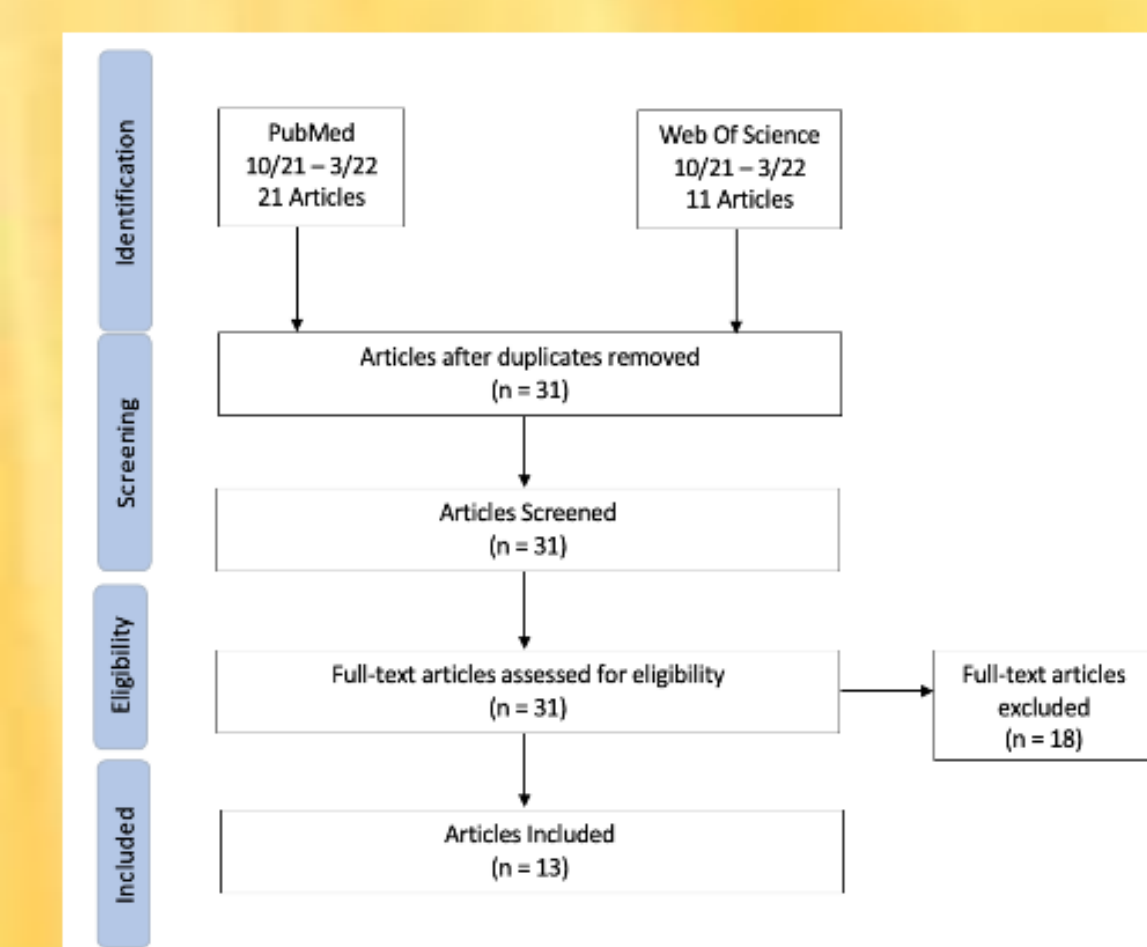 Identification
PubMed
10/21 – 3/22
21 Articles
Web Of Science
10/21 – 3/22
11 Articles
Screening
Articles after duplicates removed
(n = 31)
Articles Screened
(n = 31)
Eligibility
Full-text articles assessed for eligibility
(n = 31)
Full-text articles
excluded
(n = 18)
Included
Articles Included
(n = 13)